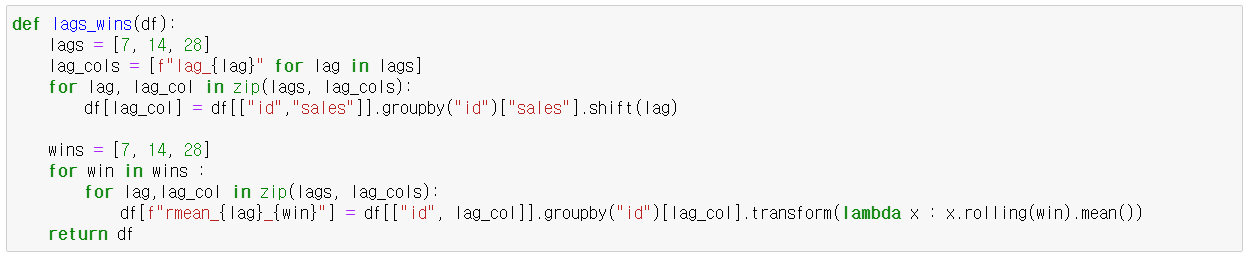 def lags_wins(df):
    lags = [7, 14, 28]
    lag_cols = [f"lag_{lag}" for lag in lags]
    for lag, lag_col in zip(lags, lag_cols):
        df[lag_col] = df[["id","sales"]].groupby("id")["sales"].shift(lag)

    wins = [7, 14, 28]
    for win in wins :
        for lag,lag_col in zip(lags, lag_cols):
            df[f"rmean_{lag}_{win}"] = df[["id", lag_col]].groupby("id")[lag_col].transform(lambda x : x.rolling(win).mean())
    return df